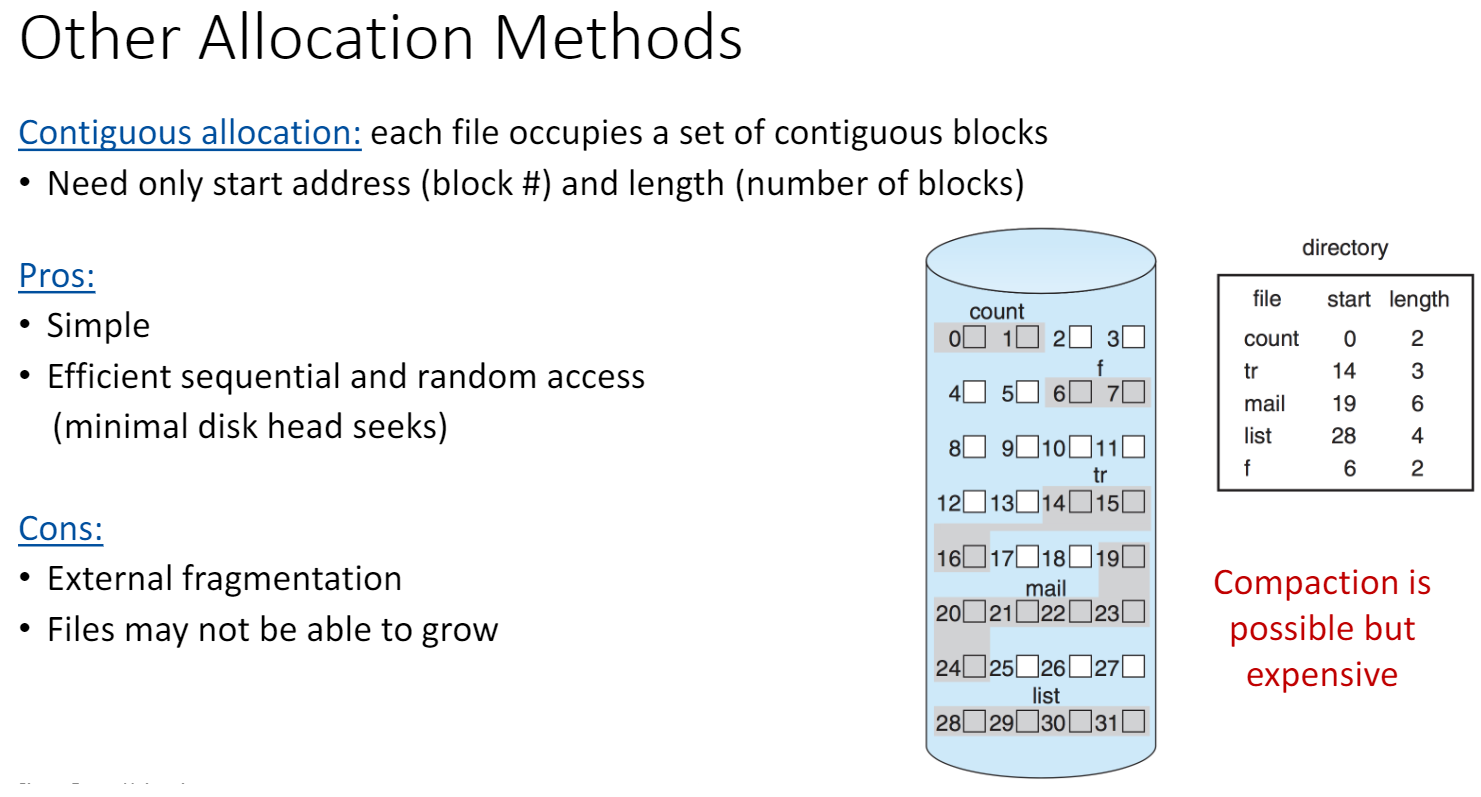 Other Allocation Methods
Contiguous allocation: each file occupies a set of contiguous blocks
• Need only start address (block #) and length (number of blocks)
Pros:
• Simple
• Efficient sequential and random access
(minimal disk head seeks)
Cons:
• External fragmentation
• Files may not be able to grow
count
0 1 2 3
f
4 5 6 7
8 9 10 11
tr
12 13 14 15
16 17 18 19
mail
20 21 22 23
24 25 26 27
list
28 29 30 31
directory
file start length
count 0 2
tr 14 3
mail 19 6
list 28 4
f 6 2
Compaction is
possible but
expensive